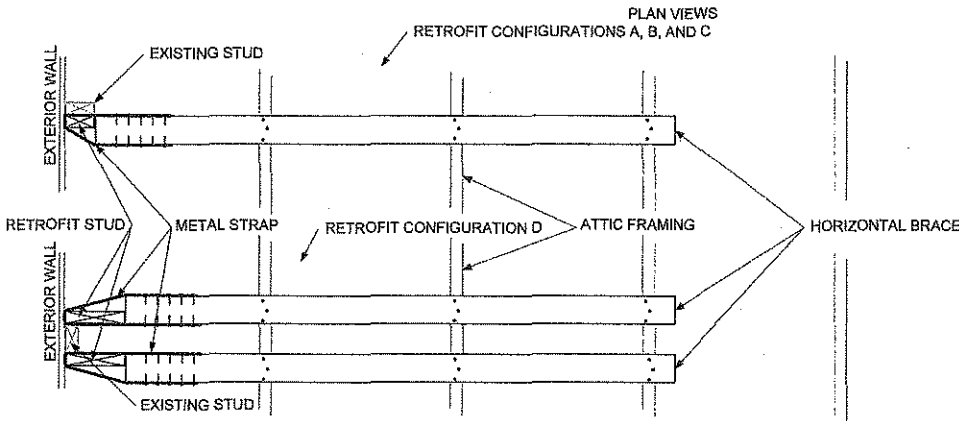 PLAN VIEWS
RETROFIT CONFIGURATIONS A, B, AND C
EXISTING STUD
EXTERIOR WALL
RETROFIT STUD
METAL STRAP
RETROFIT CONFIGURATION D
ATTIC FRAMING
HORIZONTAL BRACE
EXTERIOR WALL
EXISTING STUD